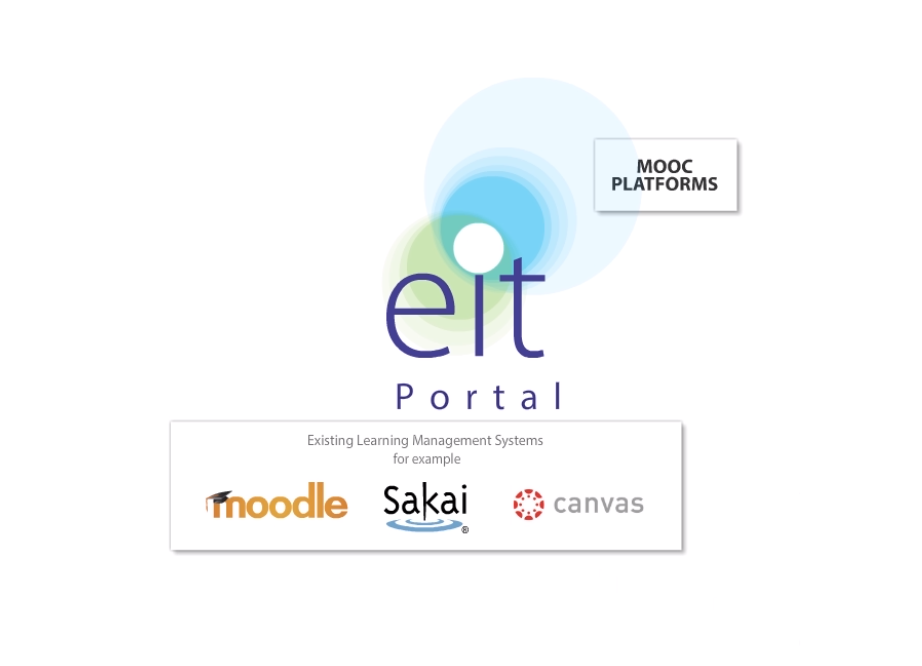 MOOC
PLATFORMS
eit
Portal
Existing Learning Management Systems
for example
moodle
Sakai
®
canvas